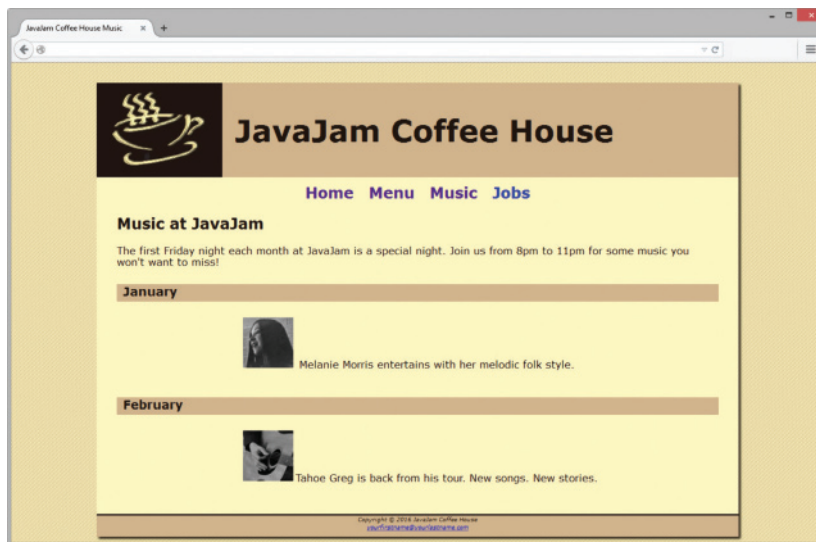 JavaJam Coffee House Music
JavaJam Coffee House
Home Menu Music Jobs
Music at JavaJam
The first Friday night each month at JavaJam is a special night. Join us from 8pm to 11pm for some music you
won't want to miss!
January
Melanie Morris entertains with her melodic folk style.
February
Tahoe Greg is back from his tour. New songs. New stories.
Copyright © 2016 JavaJam Coffee House
yourfirstname@yourlastname.com